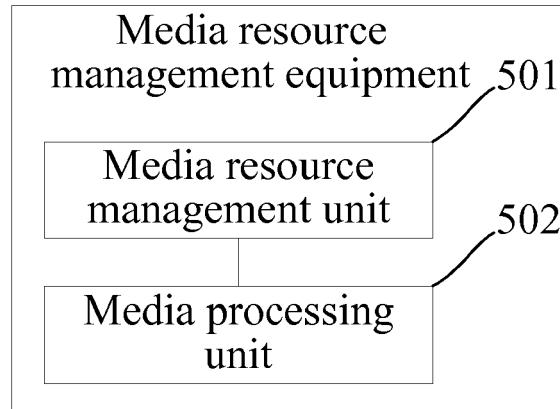 Media resource
management equipment
501
Media resource
management unit
502
Media processing
unit